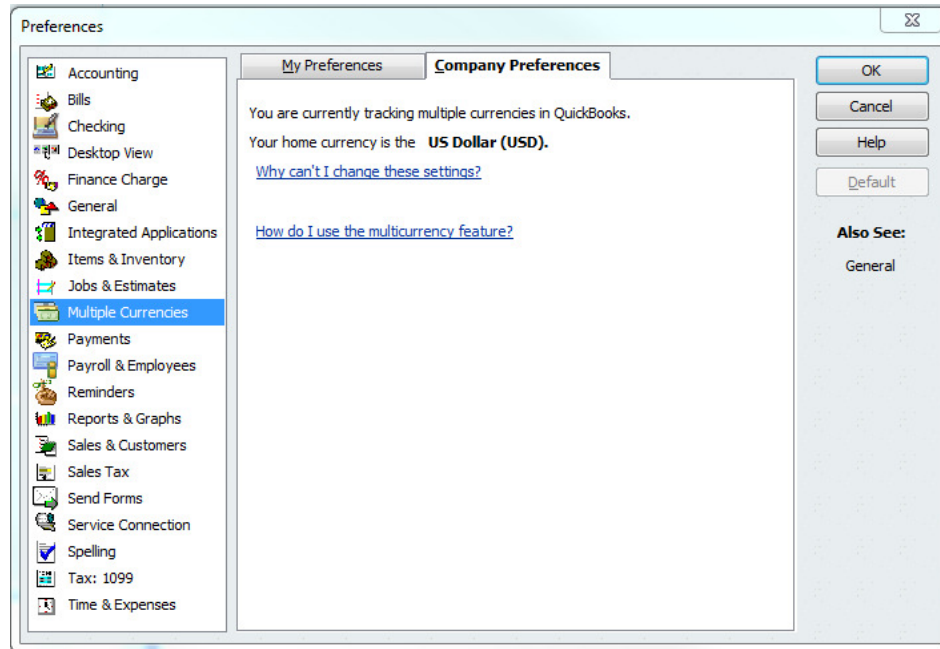 Preferences
Accounting
Bills
Checking
Desktop View
Finance Charge
General
Integrated Applications
Items & Inventory
Jobs & Estimates
Multiple Currencies
Payments
Payroll & Employees
Reminders
Reports & Graphs
Sales & Customers
Sales Tax
Send Forms
Service Connection
Spelling
Tax: 1099
Time & Expenses
My Preferences
Company Preferences
You are currently tracking multiple currencies in QuickBooks.
Your home currency is the US Dollar (USD).
Why can't I change these settings?
How do I use the multicurrency feature?
OK
Cancel
Help
Default
Also See:
General